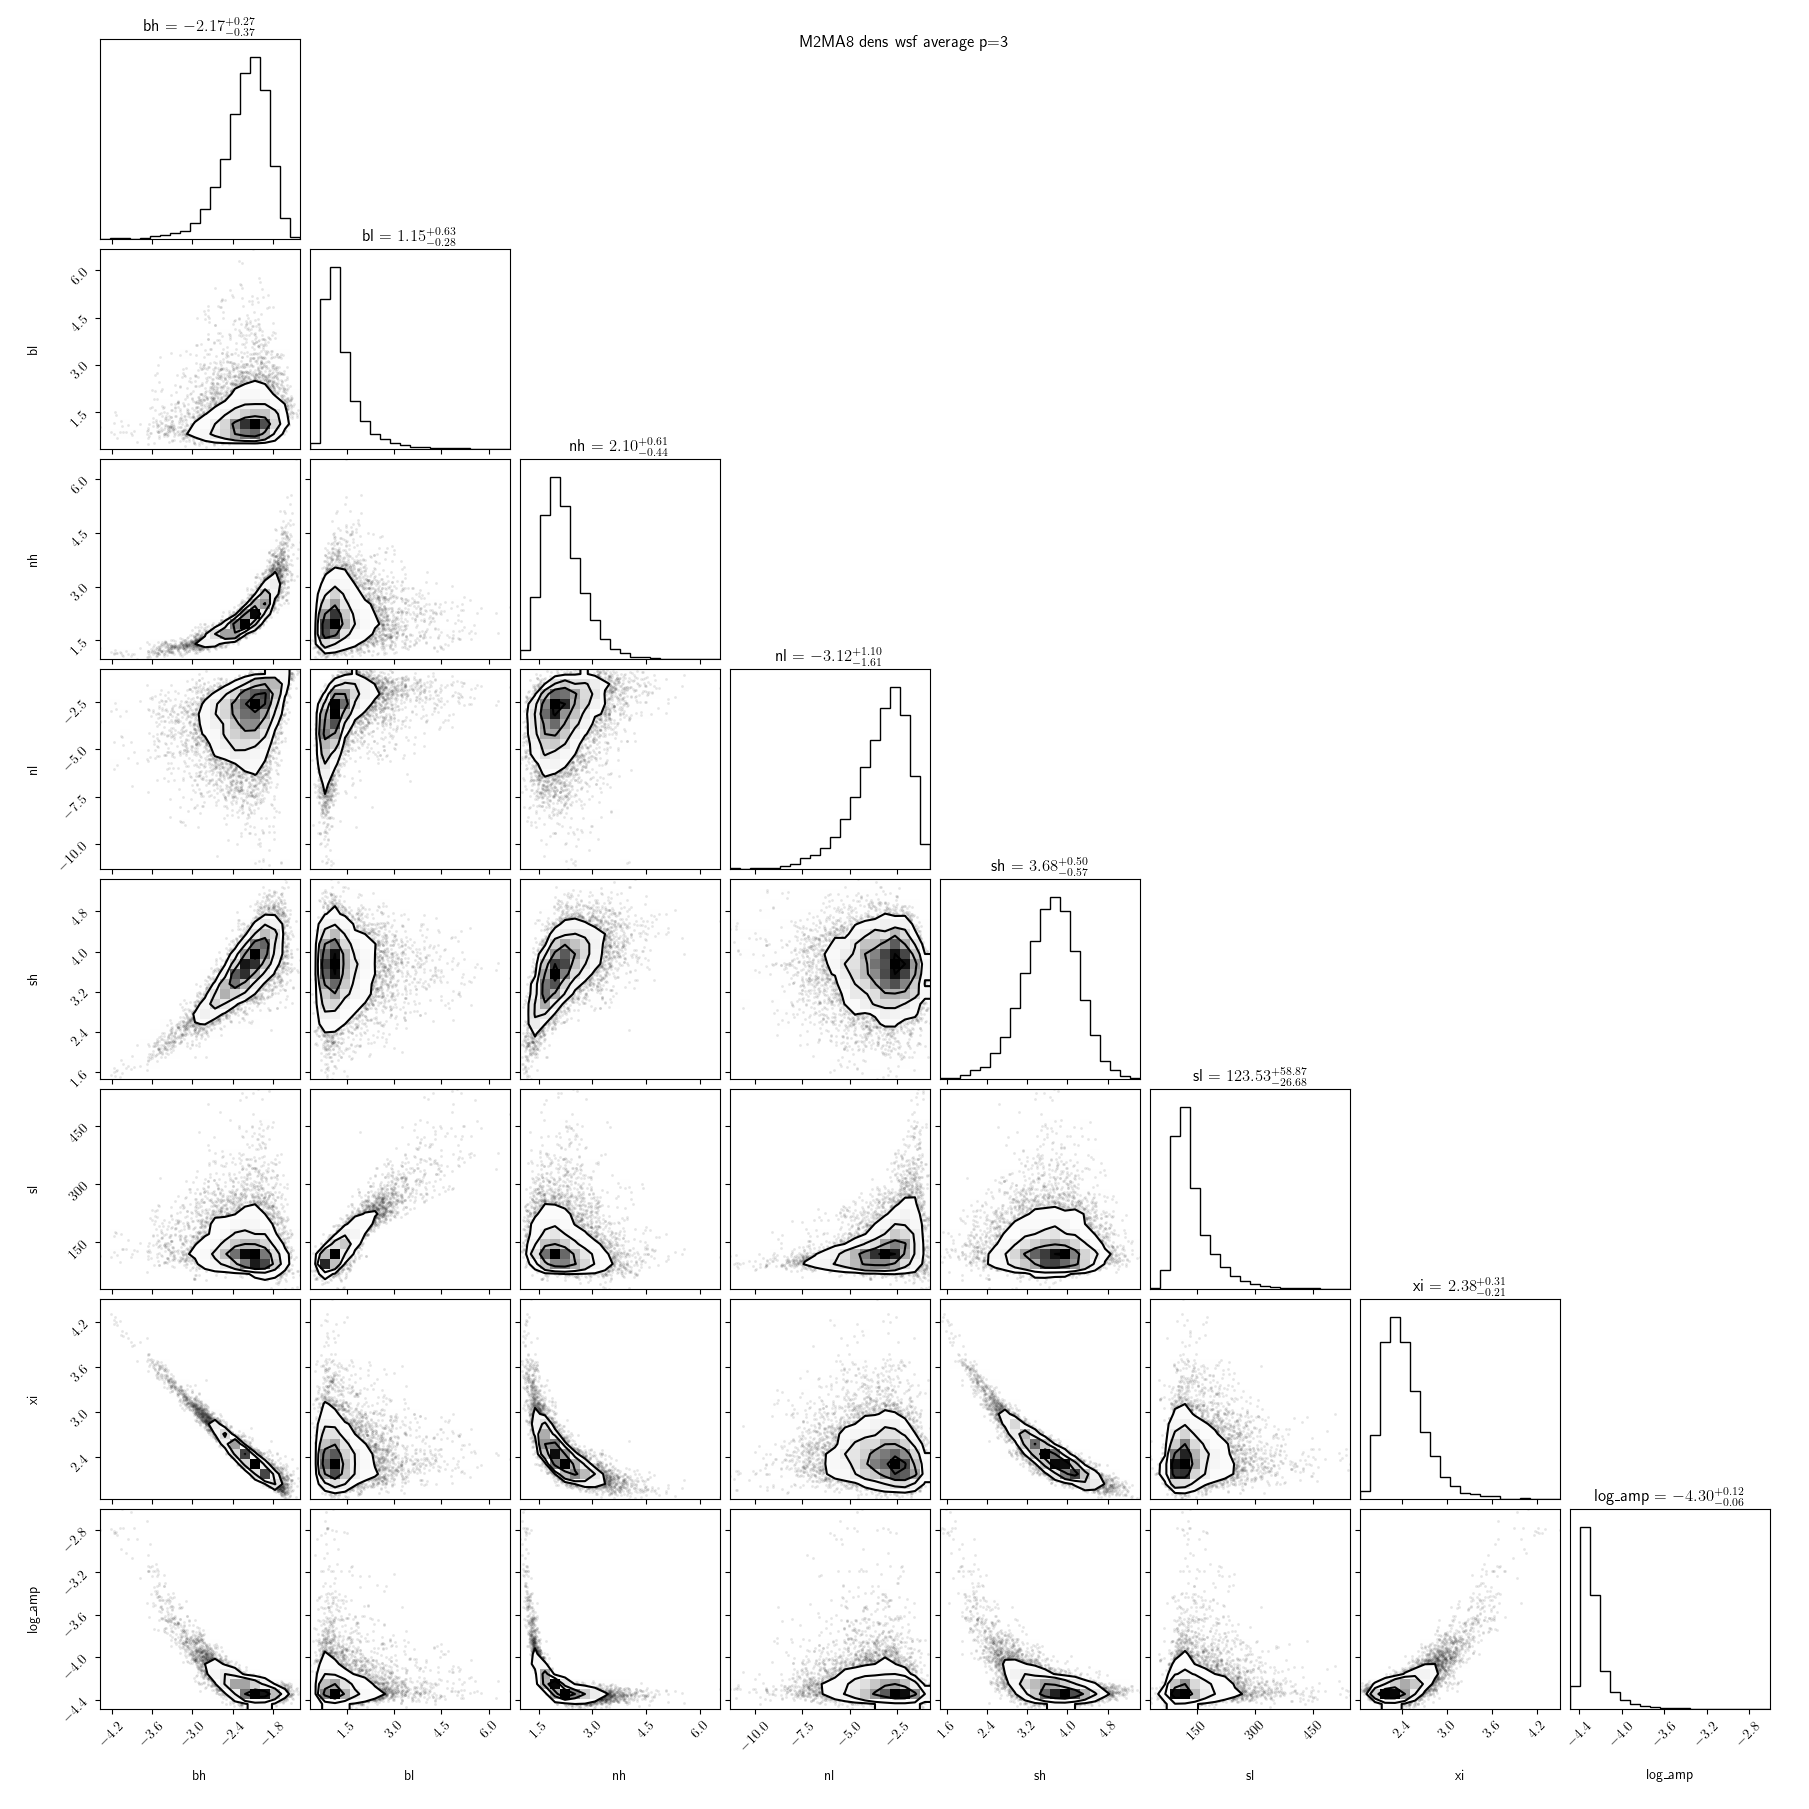 bh = −2.17+0.27−0.37
M2MA8 dens wsf average p=3
bl = 1.15+0.63−0.28
6.0
4.5
3.0
1.5
bl
nh = 2.10+0.61−0.44
6.0
4.5
3.0
1.5
nh
nl = −3.12+1.10−1.61
−2.5
−5.0
−7.5
−10.0
nl
sh = 3.68+0.50−0.57
4.8
4.0
3.2
2.4
1.6
sh
sl = 123.53+58.87−26.68
450
300
150
sl
xi = 2.38+0.31−0.21
4.2
3.6
3.0
2.4
xi
log_amp = −4.30+0.12−0.06
−2.8
−3.2
−3.6
−4.0
−4.4
log_amp
−4.2 −3.6 −3.0 −2.4 −1.8 1.5 3.0 4.5 6.0 1.5 3.0 4.5 6.0 −10.0 −7.5 −5.0 −2.5 1.6 2.4 3.2 4.0 4.8 150 300 450 2.4 3.0 3.6 4.2 −4.4 −4.0 −3.6 −3.2 −2.8
bh bl nh nl sh sl xi log_amp